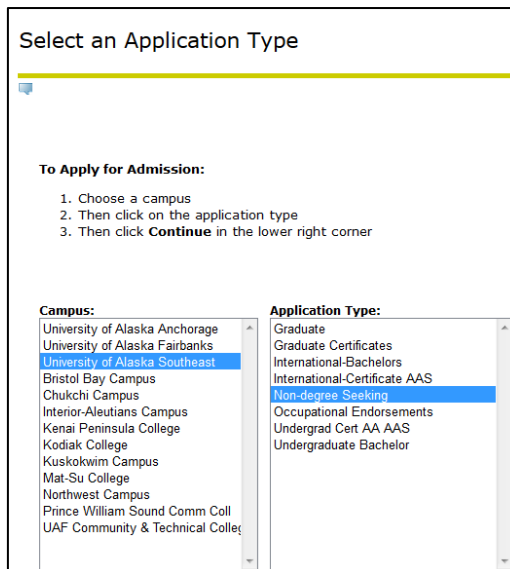 Select an Application Type
To Apply for Admission:
1. Choose a campus
2. Then click on the application type
3. Then click Continue in the lower right corner
Campus:
University of Alaska Anchorage
University of Alaska Fairbanks
University of Alaska Southeast
Bristol Bay Campus
Chukchi Campus
Interior-Aleutians Campus
Kenai Peninsula College
Kodiak College
Kuskokwim Campus
Mat-Su College
Northwest Campus
Prince William Sound Comm Coll
UAF Community & Technical Colleg
Application Type:
Graduate
Graduate Certificates
International-Bachelors
International-Certificate AAS
Non-degree Seeking
Occupational Endorsements
Undergrad Cert AA AAS
Undergraduate Bachelor